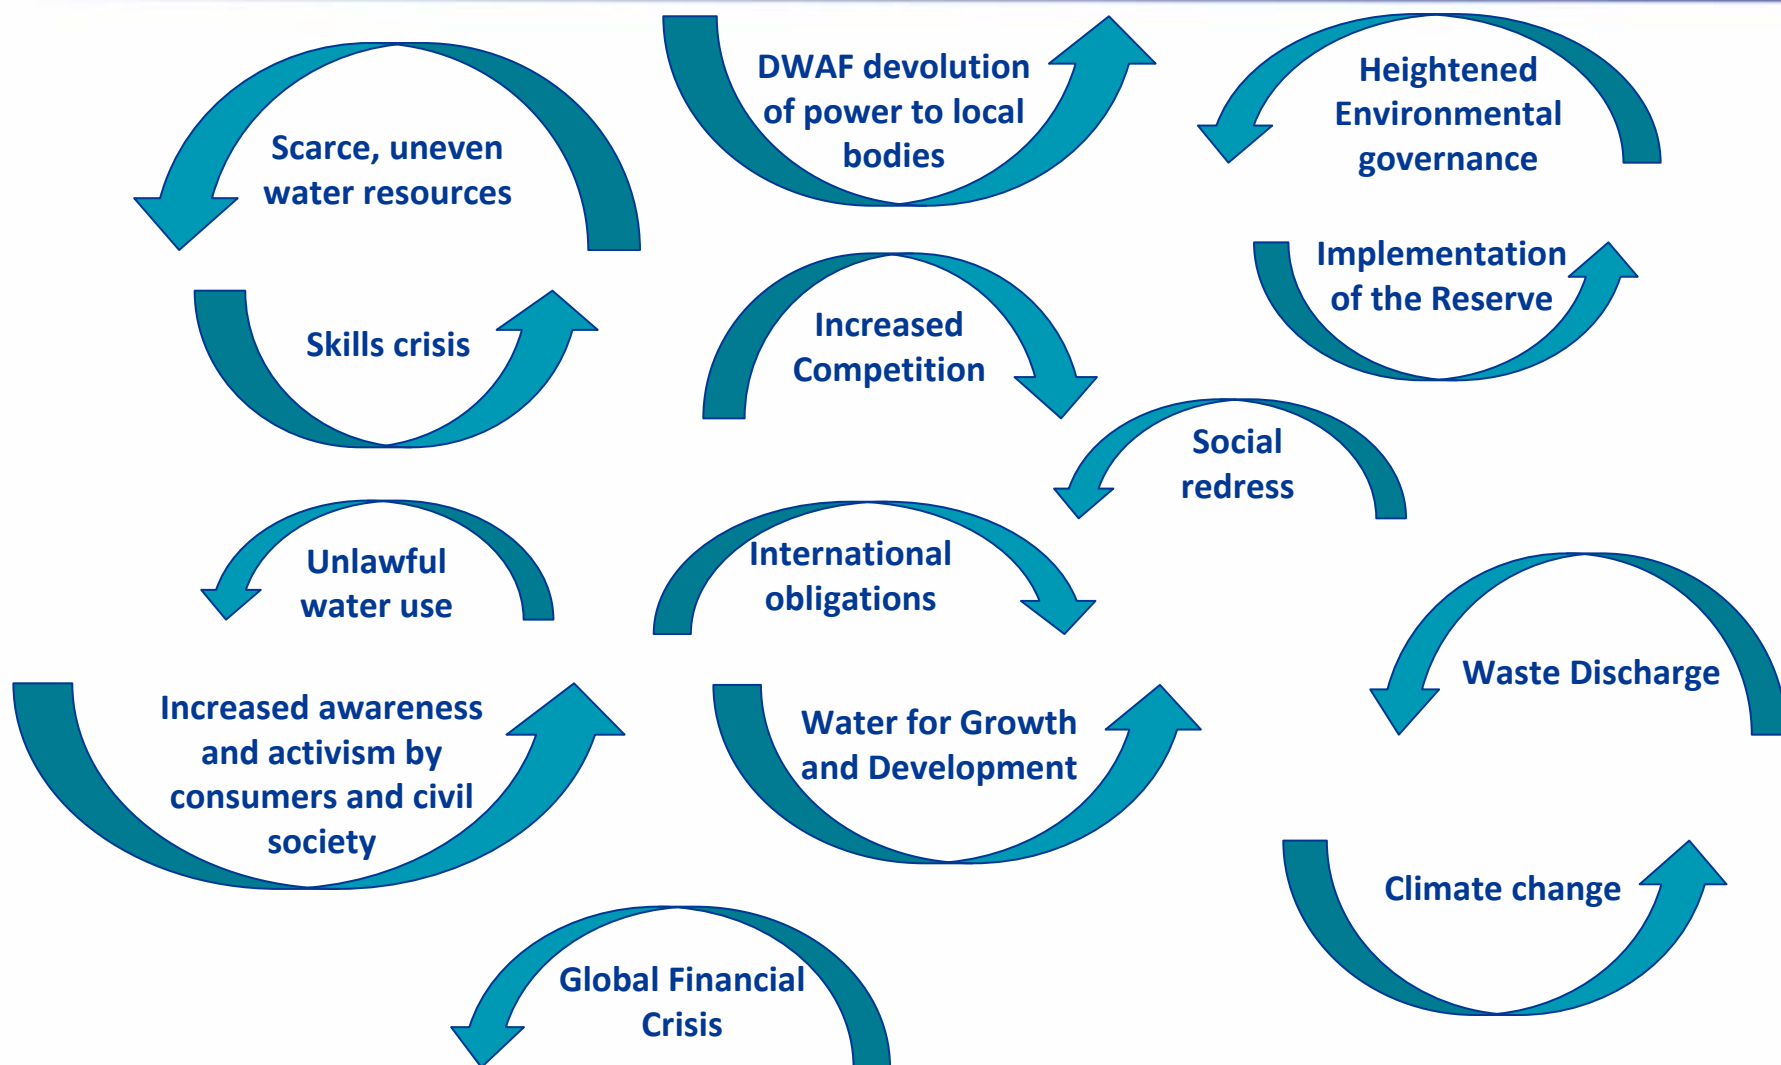 DWAF devolution
of power to local
bodies
Heightened
Environmental
governance
Scarce, uneven
water resources
Implementation
of the Reserve
Skills crisis
Increased
Competition
Social
redress
Unlawful
water use
International
obligations
Waste Discharge
Increased awareness
and activism by
consumers and civil
society
Water for Growth
and Development
Climate change
Global Financial
Crisis